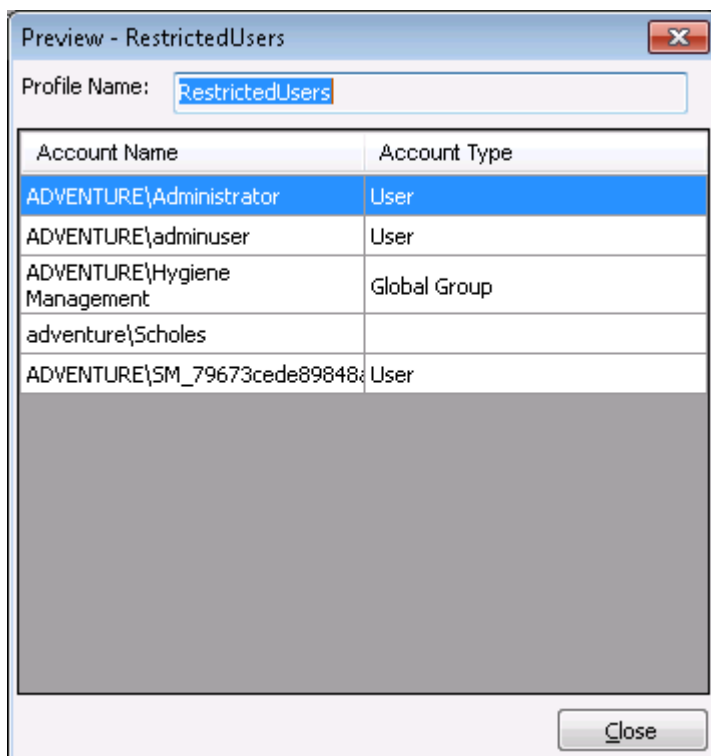 Preview - RestrictedUsers
Profile Name: RestrictedUsers
Account Name Account Type
ADVENTURE\Administrator User
ADVENTURE\adminuser User
ADVENTURE\Hygiene
Management Global Group
adventure\Scholes
ADVENTURE\SM_79673cede89848a User
Close